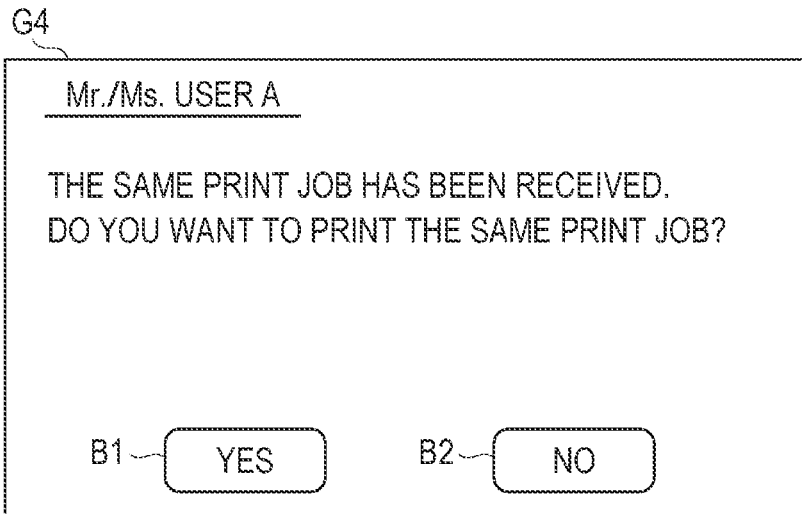 G4
Mr./Ms. USER A
THE SAME PRINT JOB HAS BEEN RECEIVED.
DO YOU WANT TO PRINT THE SAME PRINT JOB?
B1 YES B2 NO